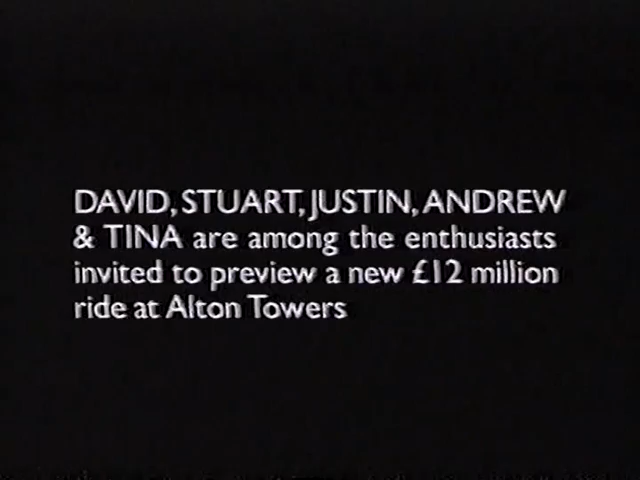 DAVID, STUART, JUSTIN, ANDREW
& TINA are among the enthusiasts
invited to preview a new £12 million
ride at Alton Towers